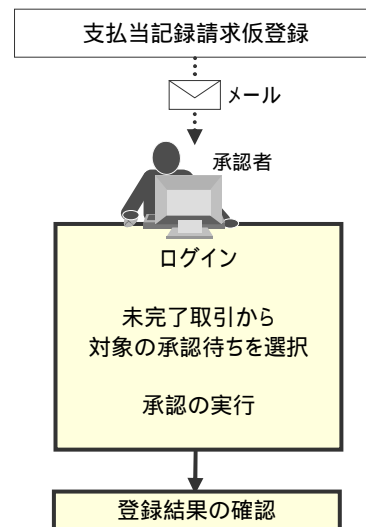 支払当記録請求仮登録
メール
承認者
ログイン
未完了取引から
対象の承認待ちを選択
承認の実行
登録結果の確認